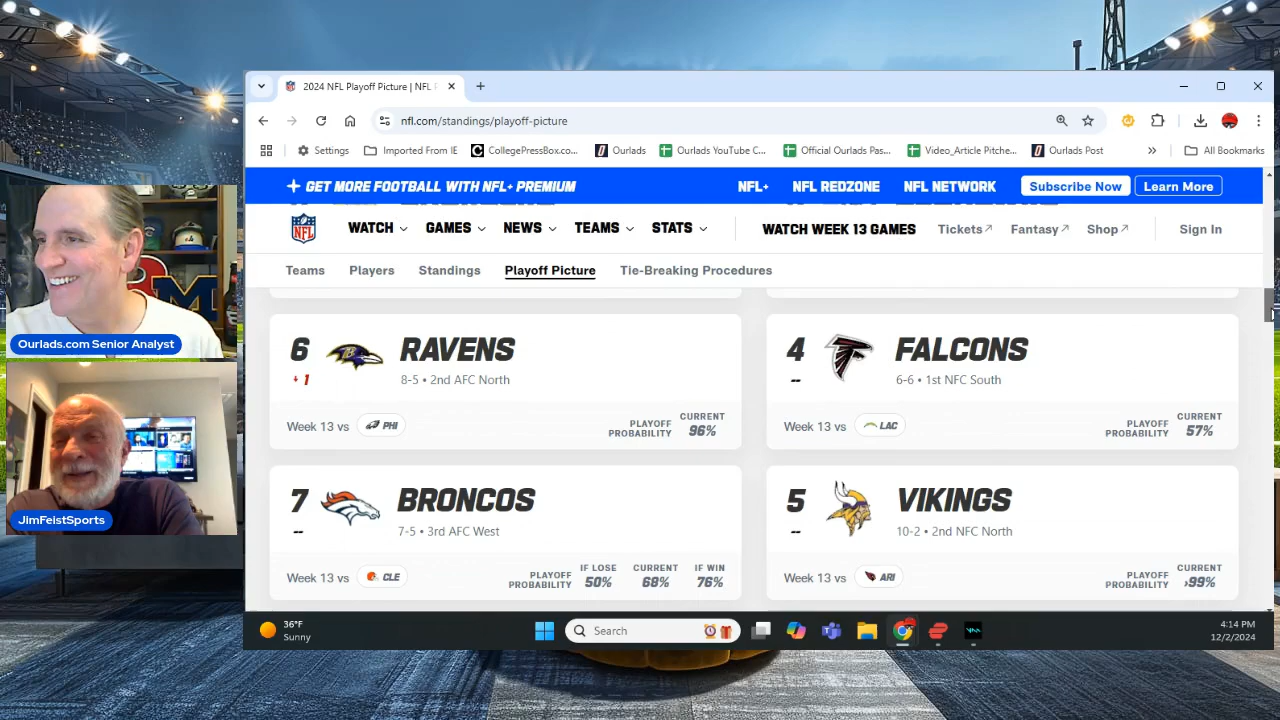 2024 NFL Playoff Picture | NFL
nfl.com/standings/playoff-picture
Settings
Imported From IE
CollegePressBox.co...
Ourlads
Ourlads YouTube C...
Official Ourlads Pas...
Video_Article Pitche...
Ourlads Post
»
All Bookmarks
+ GET MORE FOOTBALL WITH NFL+ PREMIUM
NFL+
NFL REDZONE
NFL NETWORK
Subscribe Now
Learn More
NFL
WATCH
GAMES
NEWS
TEAMS
STATS
WATCH WEEK 13 GAMES
Tickets
Fantasy
Shop
Sign In
Teams
Players
Standings
Playoff Picture
Tie-Breaking Procedures
6
1
RAVENS
8-5 • 2nd AFC North
Week 13 vs
PHI
PLAYOFF
PROBABILITY
CURRENT
96%
4
--
FALCONS
6-6 • 1st NFC South
Week 13 vs
LAC
PLAYOFF
PROBABILITY
CURRENT
57%
7
--
BRONCOS
7-5 • 3rd AFC West
Week 13 vs
CLE
PLAYOFF
PROBABILITY
IF LOSE
50%
CURRENT
68%
IF WIN
76%
5
--
VIKINGS
10-2 • 2nd NFC North
Week 13 vs
ARI
PLAYOFF
PROBABILITY
CURRENT
>99%
Ourlads.com Senior Analyst
JimFeistSports
36°F
Sunny
Search
4:14 PM
12/2/2024